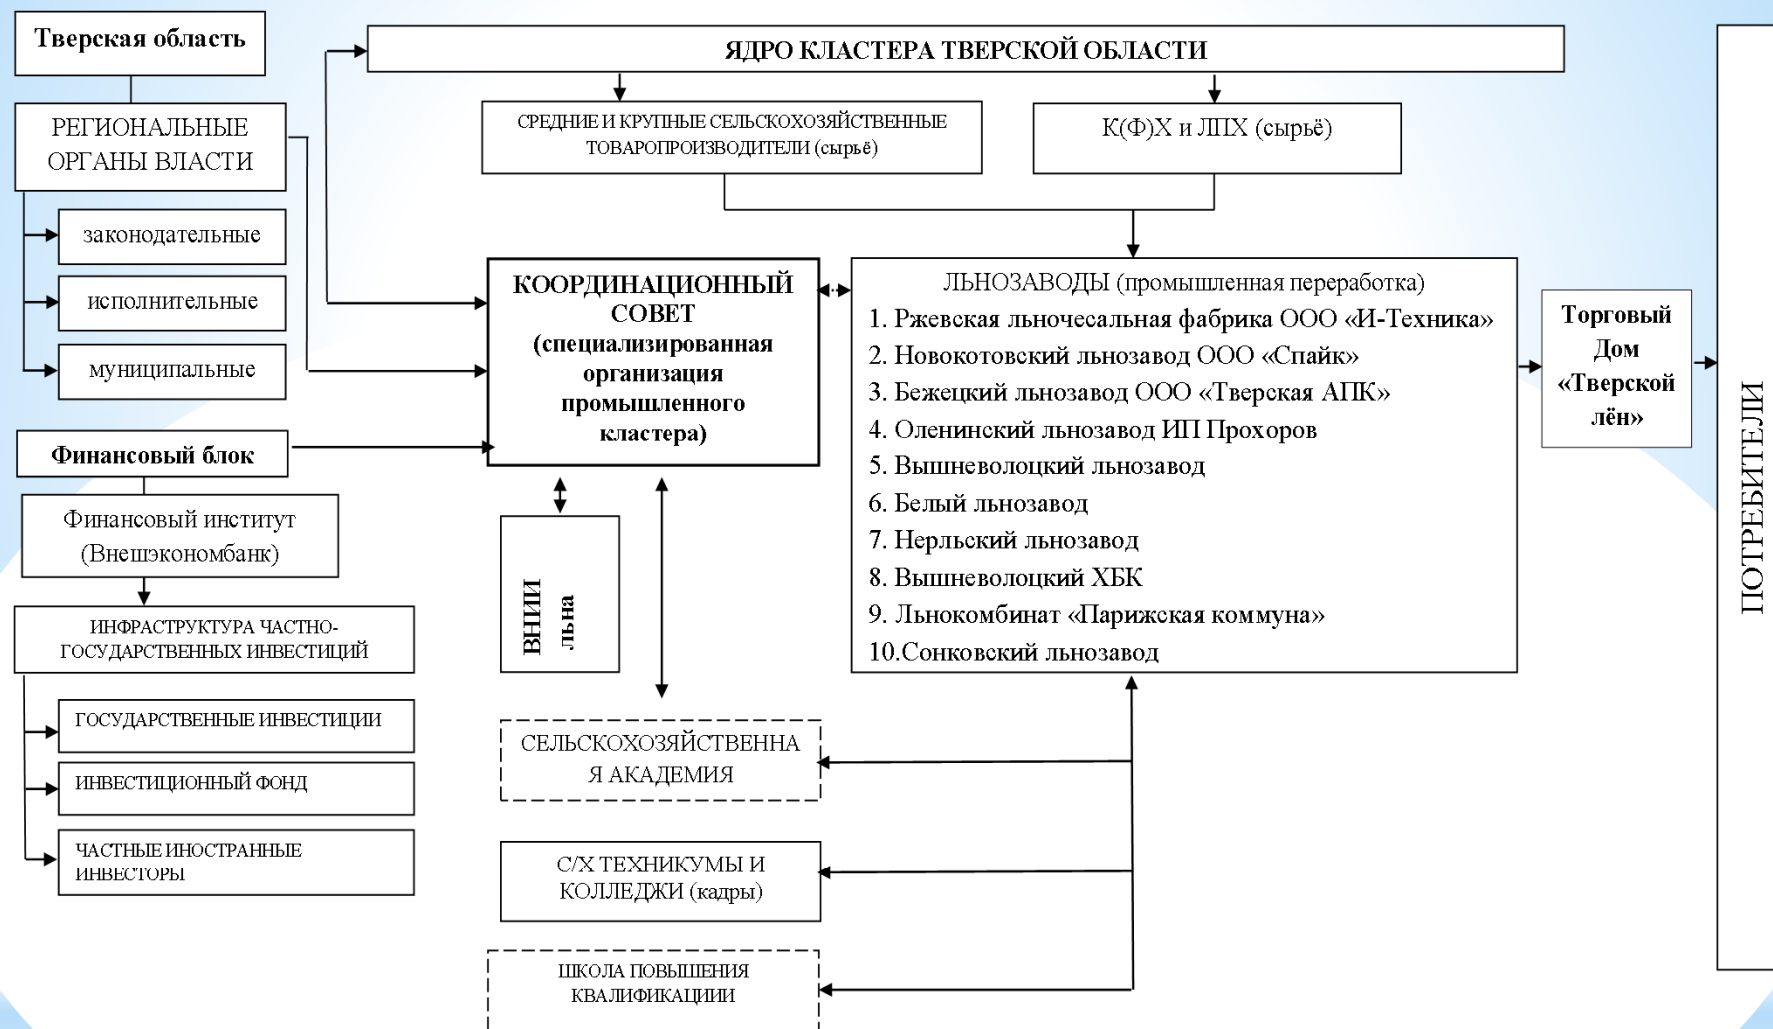 Тверская область
РЕГИОНАЛЬНЫЕ
ОРГАНЫ ВЛАСТИ
законодательные
исполнительные
муниципальные
Финансовый блок
Финансовый институт
(Внешэкономбанк)
ИНФРАСТРУКТУРА ЧАСТНО-
ГОСУДАРСТВЕННЫХ ИНВЕСТИЦИЙ
ГОСУДАРСТВЕННЫЕ ИНВЕСТИЦИИ
ИНВЕСТИЦИОННЫЙ ФОНД
ЧАСТНЫЕ ИНОСТРАННЫЕ
ИНВЕСТОРЫ
ЯДРО КЛАСТЕРА ТВЕРСКОЙ ОБЛАСТИ
СРЕДНИЕ И КРУПНЫЕ СЕЛЬСКОХОЗЯЙСТВЕННЫЕ
ТОВАРОПРОИЗВОДИТЕЛИ (сырьё)
К(Ф)Х и ЛПХ (сырьё)
КООРДИНАЦИОННЫЙ
СОВЕТ
(специализированная
организация
промышленного
кластера)
ВНИИ
льна
СЕЛЬСКОХОЗЯЙСТВЕННА
Я АКАДЕМИЯ
С/Х ТЕХНИКУМЫ И
КОЛЛЕДЖИ (кадры)
ШКОЛА ПОВЫШЕНИЯ
КВАЛИФИКАЦИИИ
ЛЬНОЗАВОДЫ (промышленная переработка)
1. Ржевская льночесальная фабрика ООО «И-Техника»
2. Новокотовский льнозавод ООО «Спайк»
3. Бежецкий льнозавод ООО «Тверская АПК»
4. Оленинский льнозавод ИП Прохоров
5. Вышневолоцкий льнозавод
6. Белый льнозавод
7. Нерльский льнозавод
8. Вышневолоцкий ХБК
9. Льнокомбинат «Парижская коммуна»
10.Сонковский льнозавод
Торговый
Дом
«Тверской
лён»
ПОТРЕБИТЕЛИ